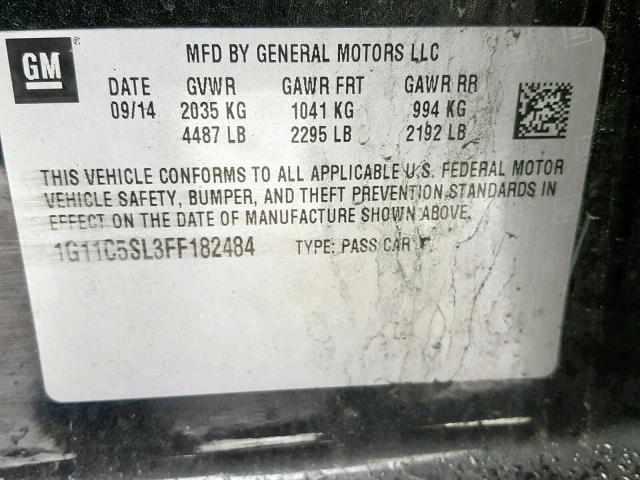 GM
MFD BY GENERAL MOTORS LLC
DATE GVWR GAWR FRT GAWR RR
09/14 2035 KG 1041 KG 994 KG
4487 LB 2295 LB 2192 LB
THIS VEHICLE CONFORMS TO ALL APPLICABLE U.S. FEDERAL MOTOR
VEHICLE SAFETY, BUMPER, AND THEFT PREVENTION STANDARDS IN
EFFECT ON THE DATE OF MANUFACTURE SHOWN ABOVE.
1G11C5SL3FF182484 TYPE: PASS CAR